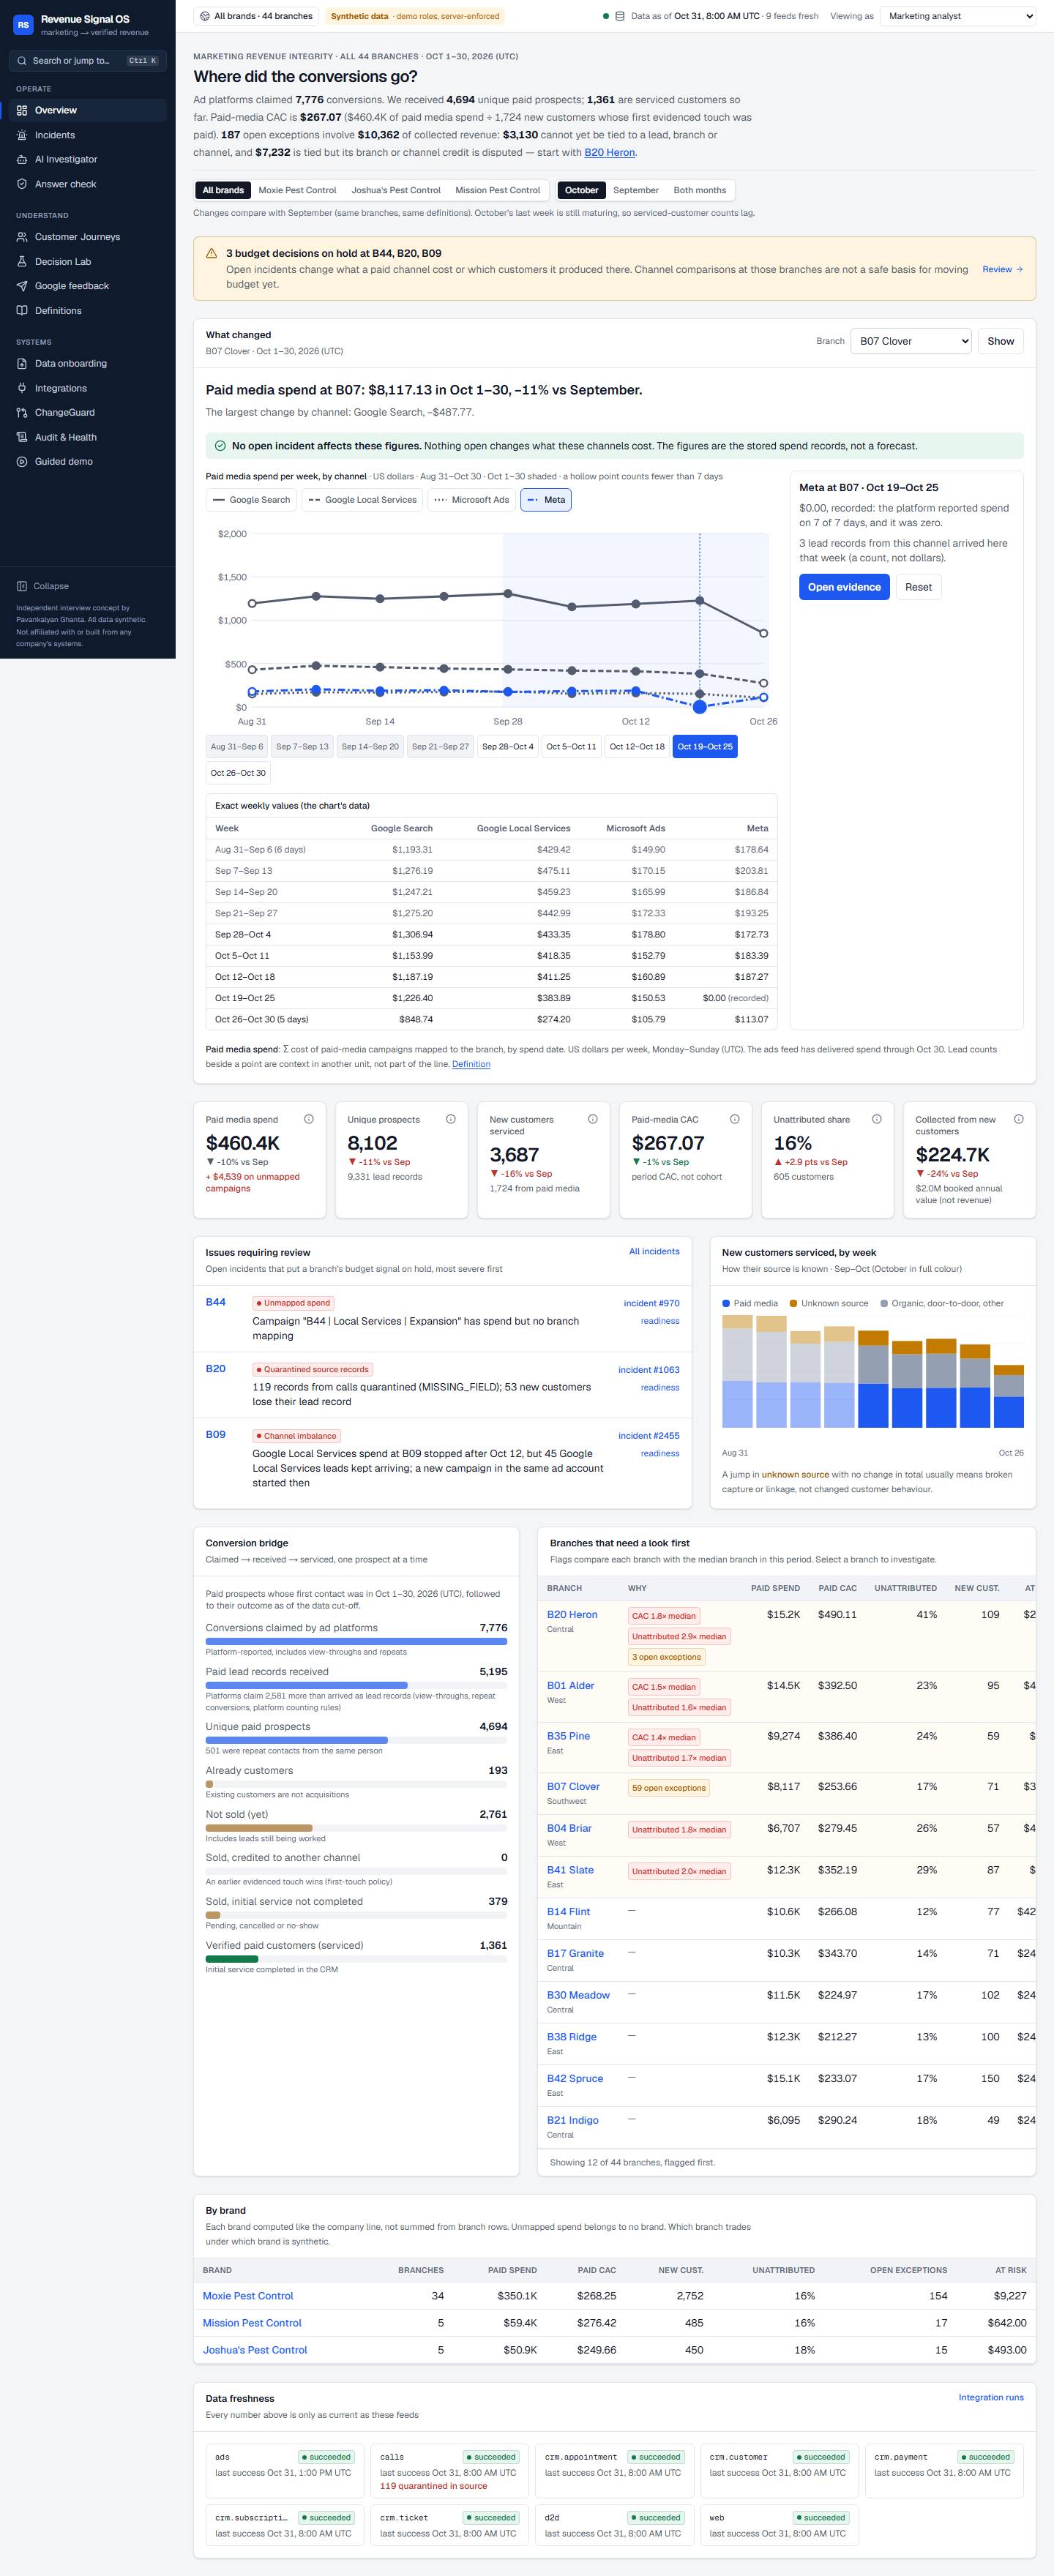 RS
Revenue Signal OS
marketing → verified revenue
Search or jump to...
Ctrl K
OPERATE
Overview
Incidents
AI Investigator
Answer check
UNDERSTAND
Customer Journeys
Decision Lab
Google feedback
Definitions
SYSTEMS
Data onboarding
Integrations
ChangeGuard
Audit & Health
Guided demo
Collapse
Independent interview concept by
Pavankalyan Ghanta. All data synthetic.
Not affiliated with or built from any
company's systems.
All brands · 44 branches
Synthetic data · demo roles, server-enforced
Data as of Oct 31, 8:00 AM UTC · 9 feeds fresh
Viewing as
Marketing analyst
MARKETING REVENUE INTEGRITY · ALL 44 BRANCHES · OCT 1–30, 2026 (UTC)
Where did the conversions go?
Ad platforms claimed 7,776 conversions. We received 4,694 unique paid prospects; 1,361 are serviced customers so
far. Paid-media CAC is $267.07 ($460.4K of paid media spend ÷ 1,724 new customers whose first evidenced touch was
paid). 187 open exceptions involve $10,362 of collected revenue: $3,130 cannot yet be tied to a lead, branch or
channel, and $7,232 is tied but its branch or channel credit is disputed — start with B20 Heron.
All brands Moxie Pest Control Joshua's Pest Control Mission Pest Control
October September Both months
Changes compare with September (same branches, same definitions). October's last week is still maturing, so serviced-customer counts lag.
3 budget decisions on hold at B44, B20, B09
Open incidents change what a paid channel cost or which customers it produced there. Channel comparisons at those branches are not a safe basis for moving
budget yet.
Review →
What changed
B07 Clover · Oct 1–30, 2026 (UTC)
Branch
B07 Clover
Show
Paid media spend at B07: $8,117.13 in Oct 1–30, −11% vs September.
The largest change by channel: Google Search, −$487.77.
No open incident affects these figures. Nothing open changes what these channels cost. The figures are the stored spend records, not a forecast.
Paid media spend per week, by channel · US dollars · Aug 31–Oct 30 · Oct 1–30 shaded · a hollow point counts fewer than 7 days
Google Search
Google Local Services
Microsoft Ads
Meta
$2,000
$1,500
$1,000
$500
$0
Aug 31 Sep 14 Sep 28 Oct 12 Oct 26
Aug 31–Sep 6 Sep 7–Sep 13 Sep 14–Sep 20 Sep 21–Sep 27 Sep 28–Oct 4 Oct 5–Oct 11 Oct 12–Oct 18 Oct 19–Oct 25
Oct 26–Oct 30
Meta at B07 · Oct 19–Oct 25
$0.00, recorded: the platform reported spend
on 7 of 7 days, and it was zero.
3 lead records from this channel arrived here
that week (a count, not dollars).
Open evidence
Reset
Exact weekly values (the chart's data)
Week Google Search Google Local Services Microsoft Ads Meta
Aug 31–Sep 6 (6 days) $1,193.31 $429.42 $149.90 $178.64
Sep 7–Sep 13 $1,276.19 $475.11 $170.15 $203.81
Sep 14–Sep 20 $1,247.21 $459.23 $165.99 $186.84
Sep 21–Sep 27 $1,275.20 $442.99 $172.33 $193.25
Sep 28–Oct 4 $1,306.94 $433.35 $178.80 $172.73
Oct 5–Oct 11 $1,153.99 $418.35 $152.79 $183.39
Oct 12–Oct 18 $1,187.19 $411.25 $160.89 $187.27
Oct 19–Oct 25 $1,226.40 $383.89 $150.53 $0.00 (recorded)
Oct 26–Oct 30 (5 days) $848.74 $274.20 $105.79 $113.07
Paid media spend: Σ cost of paid-media campaigns mapped to the branch, by spend date. US dollars per week, Monday–Sunday (UTC). The ads feed has delivered spend through Oct 30. Lead counts
beside a point are context in another unit, not part of the line. Definition
Paid media spend
$460.4K
▼ -10% vs Sep
+ $4,539 on unmapped
campaigns
Unique prospects
8,102
▼ -11% vs Sep
9,331 lead records
New customers
serviced
3,687
▼ -16% vs Sep
1,724 from paid media
Paid-media CAC
$267.07
▼ -1% vs Sep
period CAC, not cohort
Unattributed share
16%
▲ +2.9 pts vs Sep
605 customers
Collected from new
customers
$224.7K
▼ -24% vs Sep
$2.0M booked annual
value (not revenue)
Issues requiring review
Open incidents that put a branch's budget signal on hold, most severe first
All incidents
B44
Unmapped spend
Campaign "B44 | Local Services | Expansion" has spend but no branch
mapping
incident #970
readiness
B20
Quarantined source records
119 records from calls quarantined (MISSING_FIELD); 53 new customers
lose their lead record
incident #1063
readiness
B09
Channel imbalance
Google Local Services spend at B09 stopped after Oct 12, but 45 Google
Local Services leads kept arriving; a new campaign in the same ad account
started then
incident #2455
readiness
New customers serviced, by week
How their source is known · Sep–Oct (October in full colour)
Paid media
Unknown source
Organic, door-to-door, other
Aug 31 Oct 26
A jump in unknown source with no change in total usually means broken
capture or linkage, not changed customer behaviour.
Conversion bridge
Claimed → received → serviced, one prospect at a time
Paid prospects whose first contact was in Oct 1–30, 2026 (UTC), followed
to their outcome as of the data cut-off.
Conversions claimed by ad platforms 7,776
Platform-reported, includes view-throughs and repeats
Paid lead records received 5,195
Platforms claim 2,581 more than arrived as lead records (view-throughs, repeat
conversions, platform counting rules)
Unique paid prospects 4,694
501 were repeat contacts from the same person
Already customers 193
Existing customers are not acquisitions
Not sold (yet) 2,761
Includes leads still being worked
Sold, credited to another channel 0
An earlier evidenced touch wins (first-touch policy)
Sold, initial service not completed 379
Pending, cancelled or no-show
Verified paid customers (serviced) 1,361
Initial service completed in the CRM
Branches that need a look first
Flags compare each branch with the median branch in this period. Select a branch to investigate.
BRANCH WHY PAID SPEND PAID CAC UNATTRIBUTED NEW CUST. AT
B20 Heron CAC 1.8× median $15.2K $490.11 41% 109 $2
Central Unattributed 2.9× median
3 open exceptions
B01 Alder CAC 1.5× median $14.5K $392.50 23% 95 $4
West Unattributed 1.6× median
B35 Pine CAC 1.4× median $9,274 $386.40 24% 59 $
East Unattributed 1.7× median
B07 Clover 59 open exceptions $8,117 $253.66 17% 71 $3
Southwest
B04 Briar Unattributed 1.8× median $6,707 $279.45 26% 57 $4
West
B41 Slate Unattributed 2.0× median $12.3K $352.19 29% 87 $
East
B14 Flint — $10.6K $266.08 12% 77 $42
Mountain
B17 Granite — $10.3K $343.70 14% 71 $24
Central
B30 Meadow — $11.5K $224.97 17% 102 $24
Central
B38 Ridge — $12.3K $212.27 13% 100 $24
East
B42 Spruce — $15.1K $233.07 17% 150 $24
East
B21 Indigo — $6,095 $290.24 18% 49 $24
Central
Showing 12 of 44 branches, flagged first.
By brand
Each brand computed like the company line, not summed from branch rows. Unmapped spend belongs to no brand. Which branch trades
under which brand is synthetic.
BRAND BRANCHES PAID SPEND PAID CAC NEW CUST. UNATTRIBUTED OPEN EXCEPTIONS AT RISK
Moxie Pest Control 34 $350.1K $268.25 2,752 16% 154 $9,227
Mission Pest Control 5 $59.4K $276.42 485 16% 17 $642.00
Joshua's Pest Control 5 $50.9K $249.66 450 18% 15 $493.00
Data freshness
Every number above is only as current as these feeds
Integration runs
ads succeeded
last success Oct 31, 1:00 PM UTC
calls succeeded
last success Oct 31, 8:00 AM UTC
119 quarantined in source
crm.appointment succeeded
last success Oct 31, 8:00 AM UTC
crm.customer succeeded
last success Oct 31, 8:00 AM UTC
crm.payment succeeded
last success Oct 31, 8:00 AM UTC
crm.subscripti… succeeded
last success Oct 31, 8:00 AM UTC
crm.ticket succeeded
last success Oct 31, 8:00 AM UTC
d2d succeeded
last success Oct 31, 8:00 AM UTC
web succeeded
last success Oct 31, 8:00 AM UTC